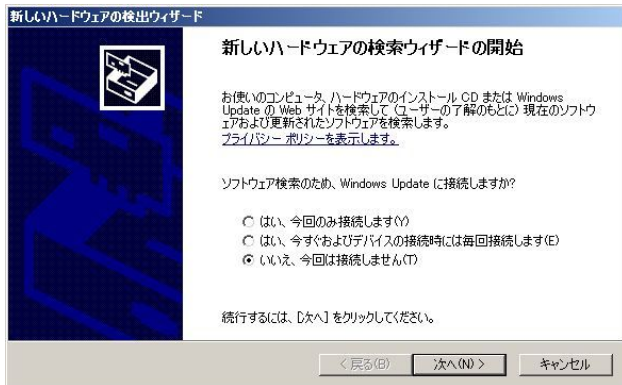 新しいハードウェアの検出ウィザード
新しいハードウェアの検索ウィザードの開始
お使いのコンピュータ、ハードウェアのインストール CD または Windows
Update の Web サイトを検索して (ユーザーの了解のもとに) 現在のソフトウ
ェアおよび更新されたソフトウェアを検索します。
プライバシー ポリシーを表示します。
ソフトウェア検索のため、Windows Update に接続しますか?
はい、今回のみ接続します(Y)
はい、今すぐおよびデバイスの接続時には毎回接続します(E)
いいえ、今回は接続しません(T)
続行するには、[次へ] をクリックしてください。
< 戻る(B)
次へ(N) >
キャンセル